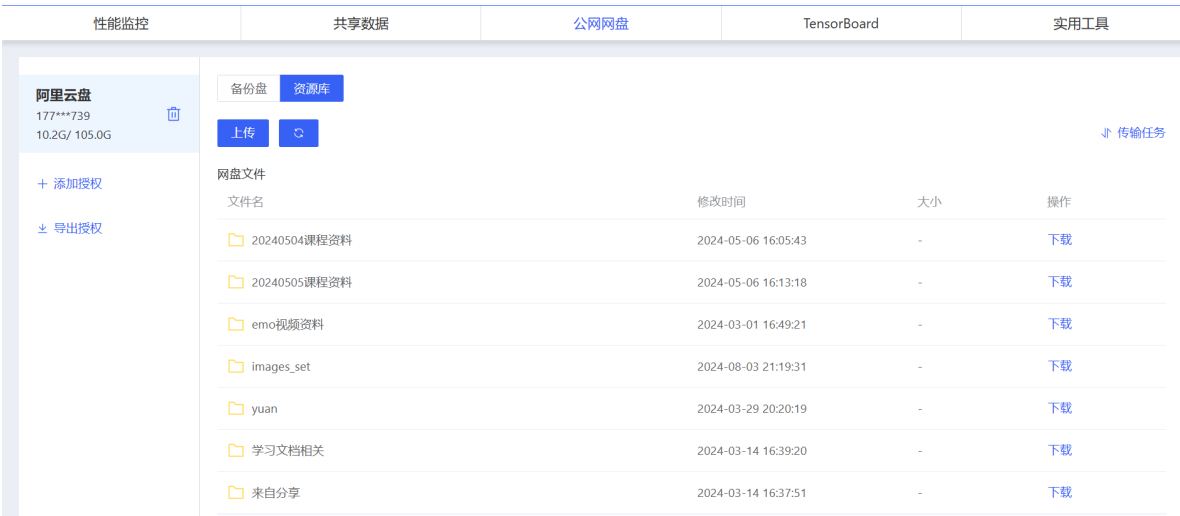 性能监控 共享数据 公网网盘 TensorBoard 实用工具
阿里云盘
177***739
10.2G/ 105.0G
添加授权
导出授权
备份盘 资源库
上传
传输任务
网盘文件
文件名 修改时间 大小 操作
20240504课程资料 2024-05-06 16:05:43 - 下载
20240505课程资料 2024-05-06 16:13:18 - 下载
emo视频资料 2024-03-01 16:49:21 - 下载
images_set 2024-08-03 21:19:31 - 下载
yuan 2024-03-29 20:20:19 - 下载
学习文档相关 2024-03-14 16:39:20 - 下载
来自分享 2024-03-14 16:37:51 - 下载